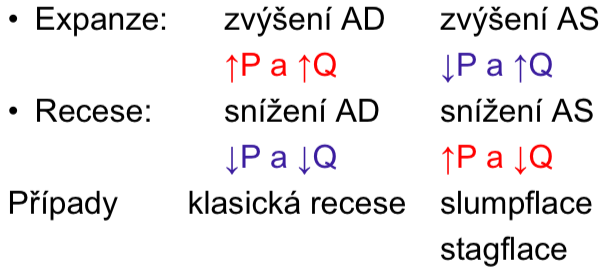 • Expanze: zvýšení AD zvýšení AS
↑P a ↑Q ↓P a ↑Q
• Recese: snížení AD snížení AS
↓P a ↓Q ↑P a ↓Q
Případy klasická recese slumpflace
stagflace